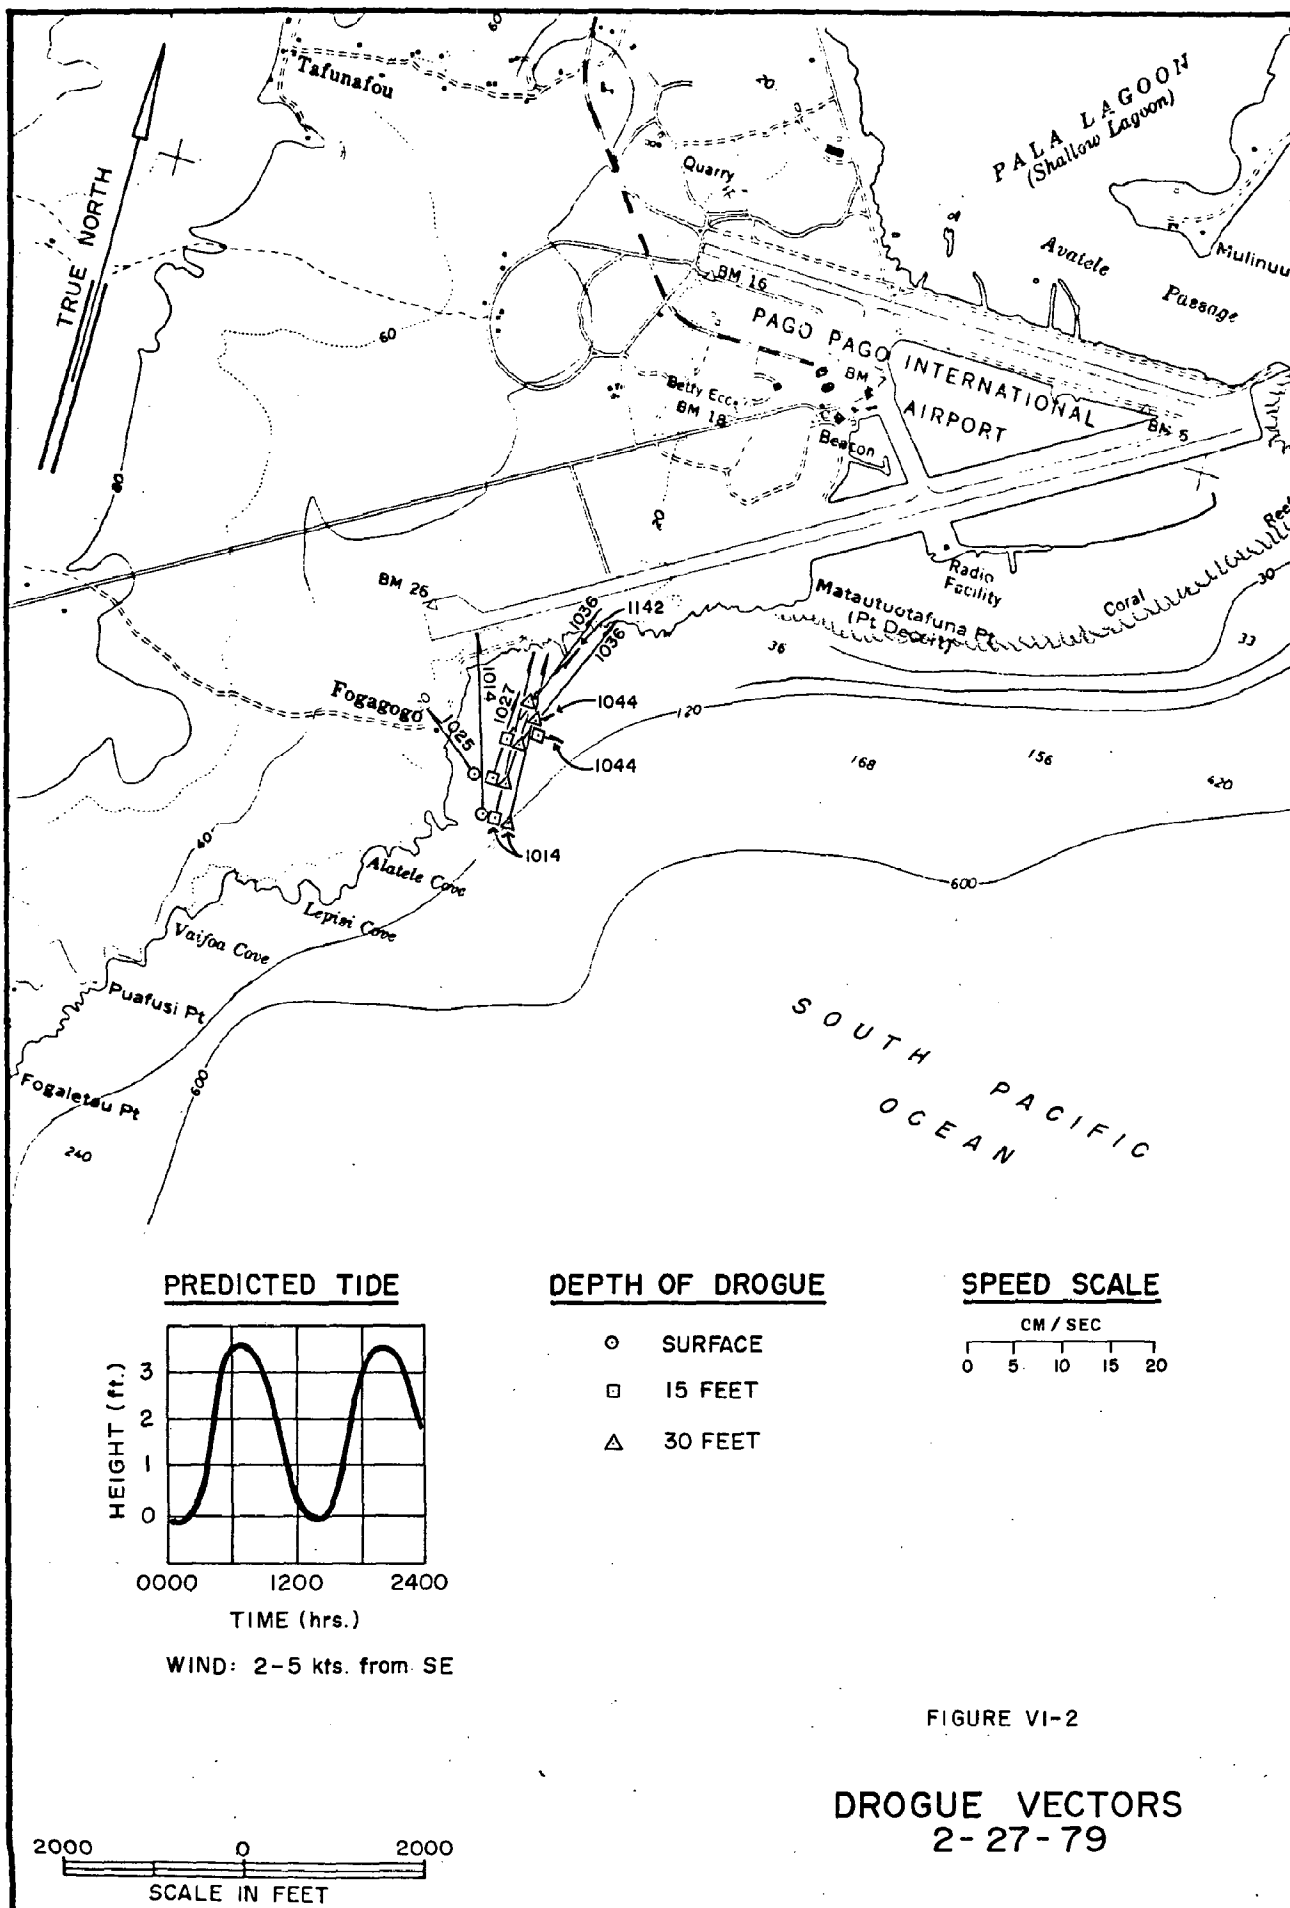 60
Tafunafou
20
PALA LAGOON
(Shallow Lagoon)
Quarry
TRUE NORTH
Avatele
Passage
Mulinuu
BM 16
60
PAGO PAGO INTERNATIONAL
AIRPORT
BM 7
Betty Ecc.
BM 18
BM 5
Beacon
80
20
Reef
BM 26
Radio
Facility
30
Matautuotafuna Pt
(Pt Deceit)
Coral
1036
1142
1036
36
33
1014
1027
Fogagogo
1025
1044
120
1044
168
156
420
40
1014
Alatele Cove
600
Lepisi Cove
Vaifoa Cove
Puafusi Pt
SOUTH PACIFIC
OCEAN
600
Fogaletau Pt
240
PREDICTED TIDE
HEIGHT (ft.)
3
2
1
0
0000 1200 2400
TIME (hrs.)
WIND: 2-5 kts. from SE
DEPTH OF DROGUE
SURFACE
15 FEET
30 FEET
SPEED SCALE
CM/SEC
0 5 10 15 20
FIGURE VI-2
DROGUE VECTORS
2-27-79
2000 0 2000
SCALE IN FEET